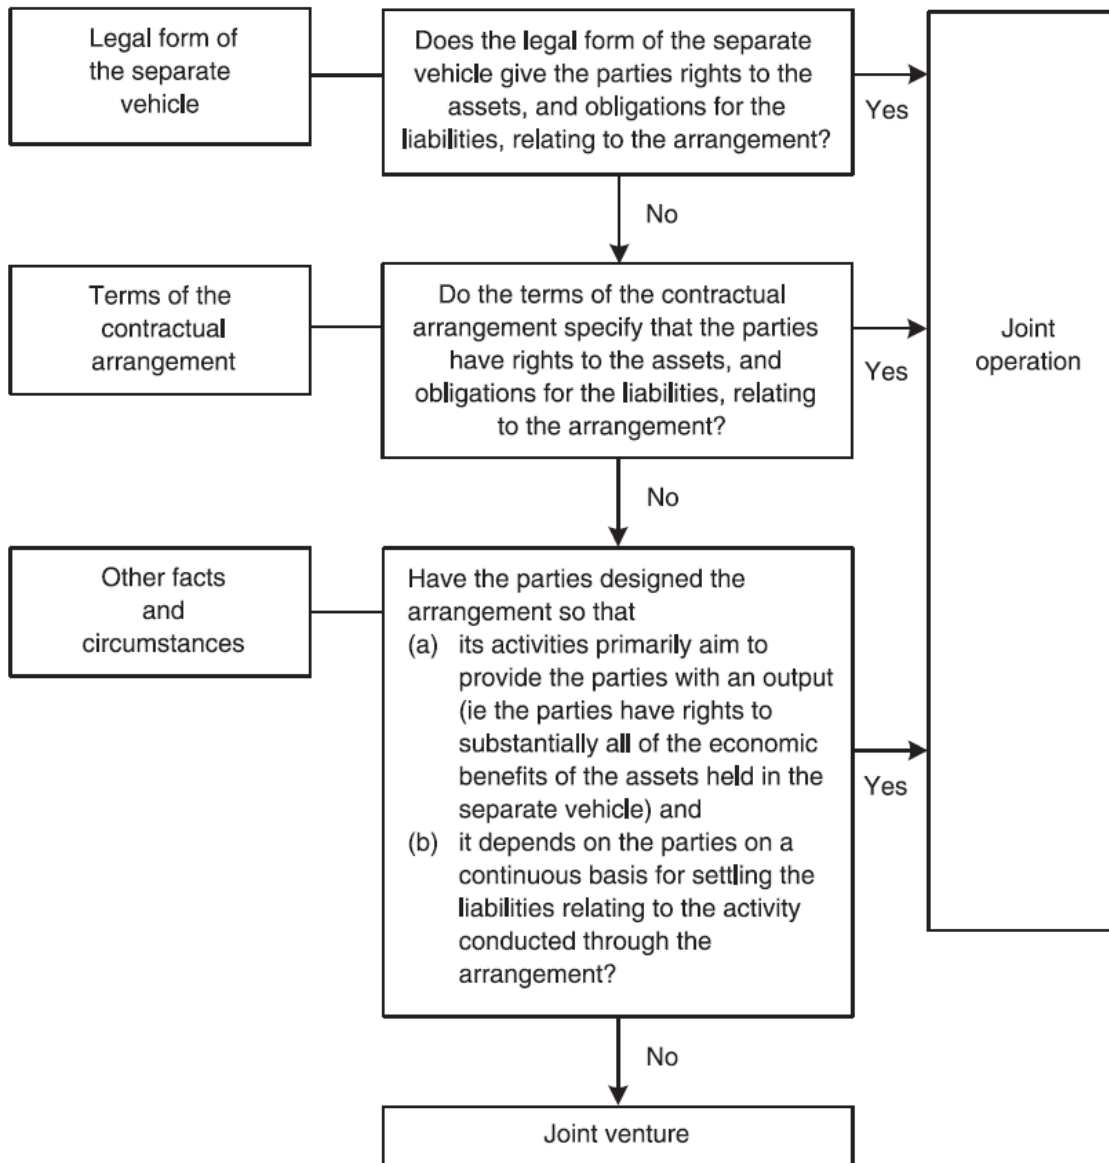 Legal form of
the separate
vehicle
Does the legal form of the separate
vehicle give the parties rights to the
assets, and obligations for the
liabilities, relating to the arrangement?
Yes
No
Terms of the
contractual
arrangement
Do the terms of the contractual
arrangement specify that the parties
have rights to the assets, and
obligations for the liabilities, relating
to the arrangement?
Yes
Joint
operation
No
Other facts
and
circumstances
Have the parties designed the
arrangement so that
(a) its activities primarily aim to
provide the parties with an output
(ie the parties have rights to
substantially all of the economic
benefits of the assets held in the
separate vehicle) and
(b) it depends on the parties on a
continuous basis for settling the
liabilities relating to the activity
conducted through the
arrangement?
Yes
No
Joint venture